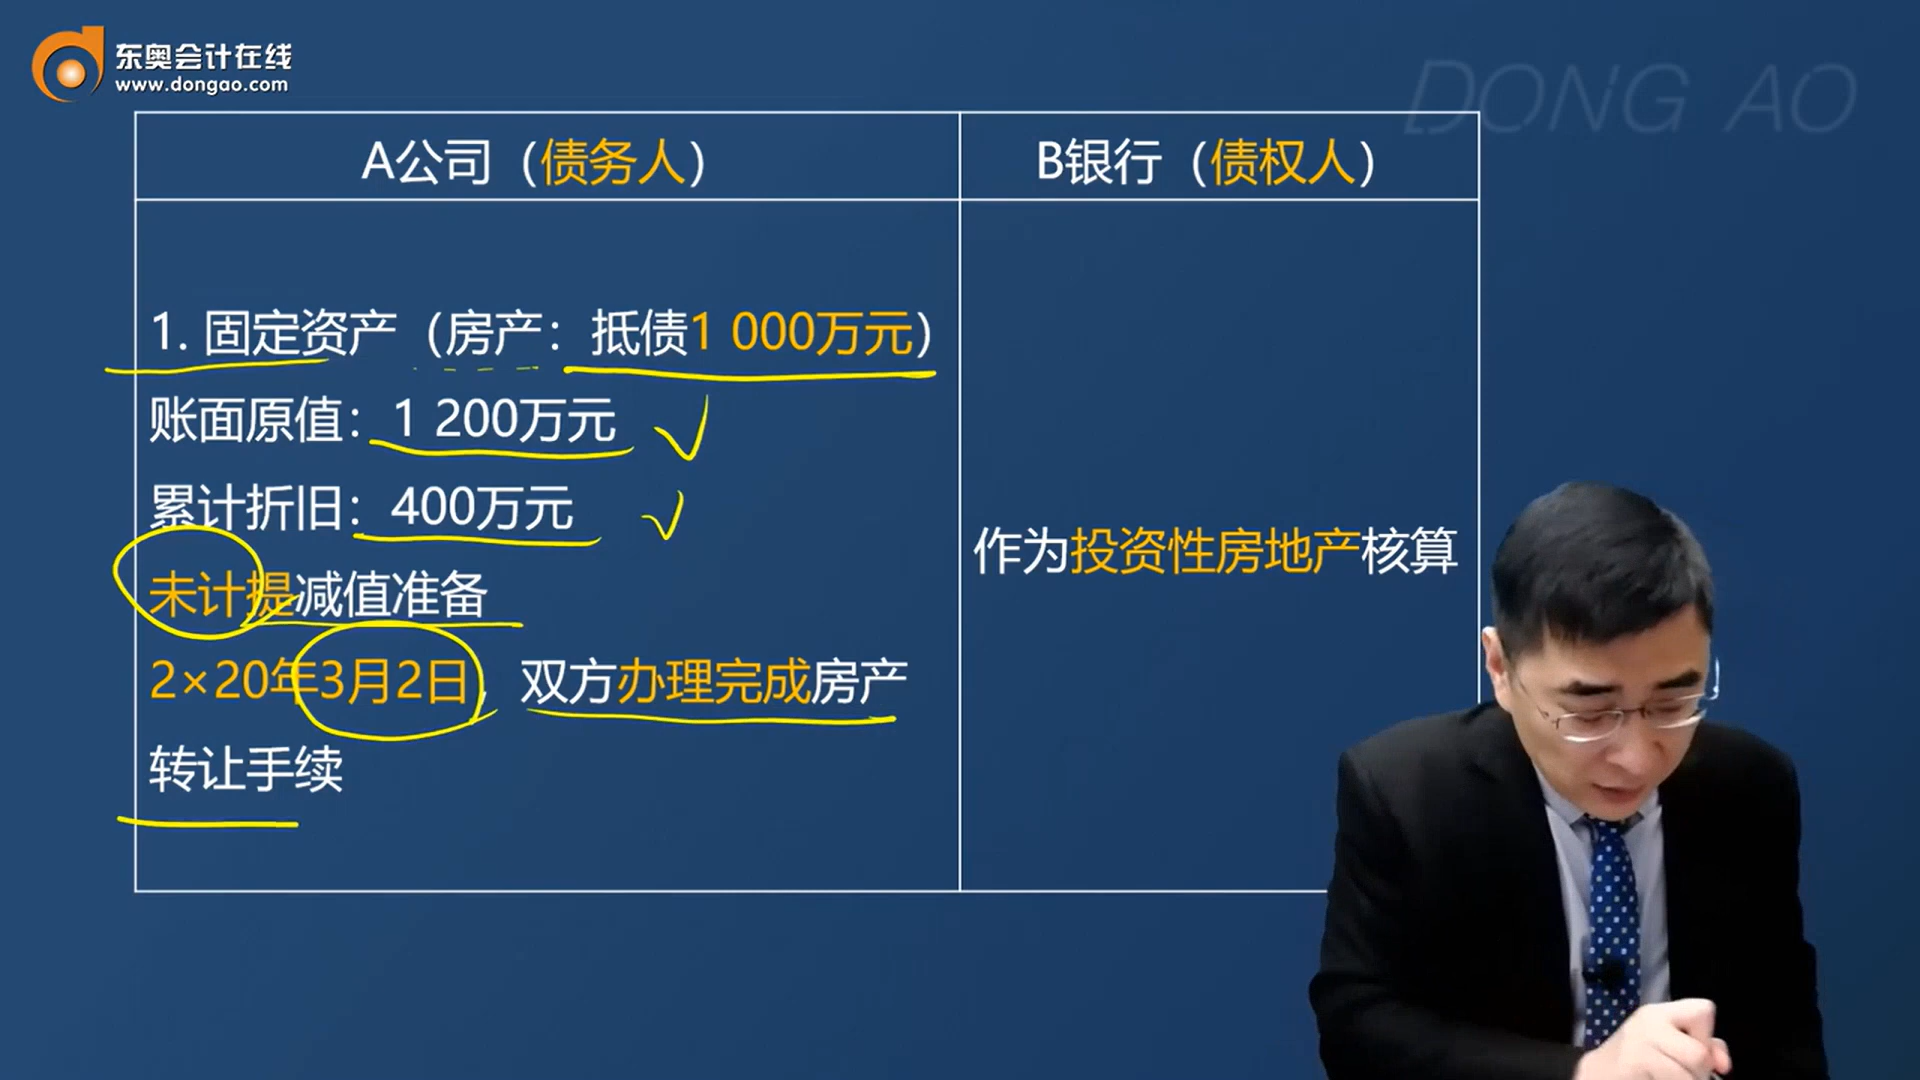 东奥会计在线
www.dongao.com
DONG AO
A公司（债务人）
B银行（债权人）
1. 固定资产（房产：抵债1 000万元）
账面原值：1 200万元
累计折旧：400万元
未计提减值准备
2×20年3月2日，双方办理完成房产
转让手续
作为投资性房地产核算